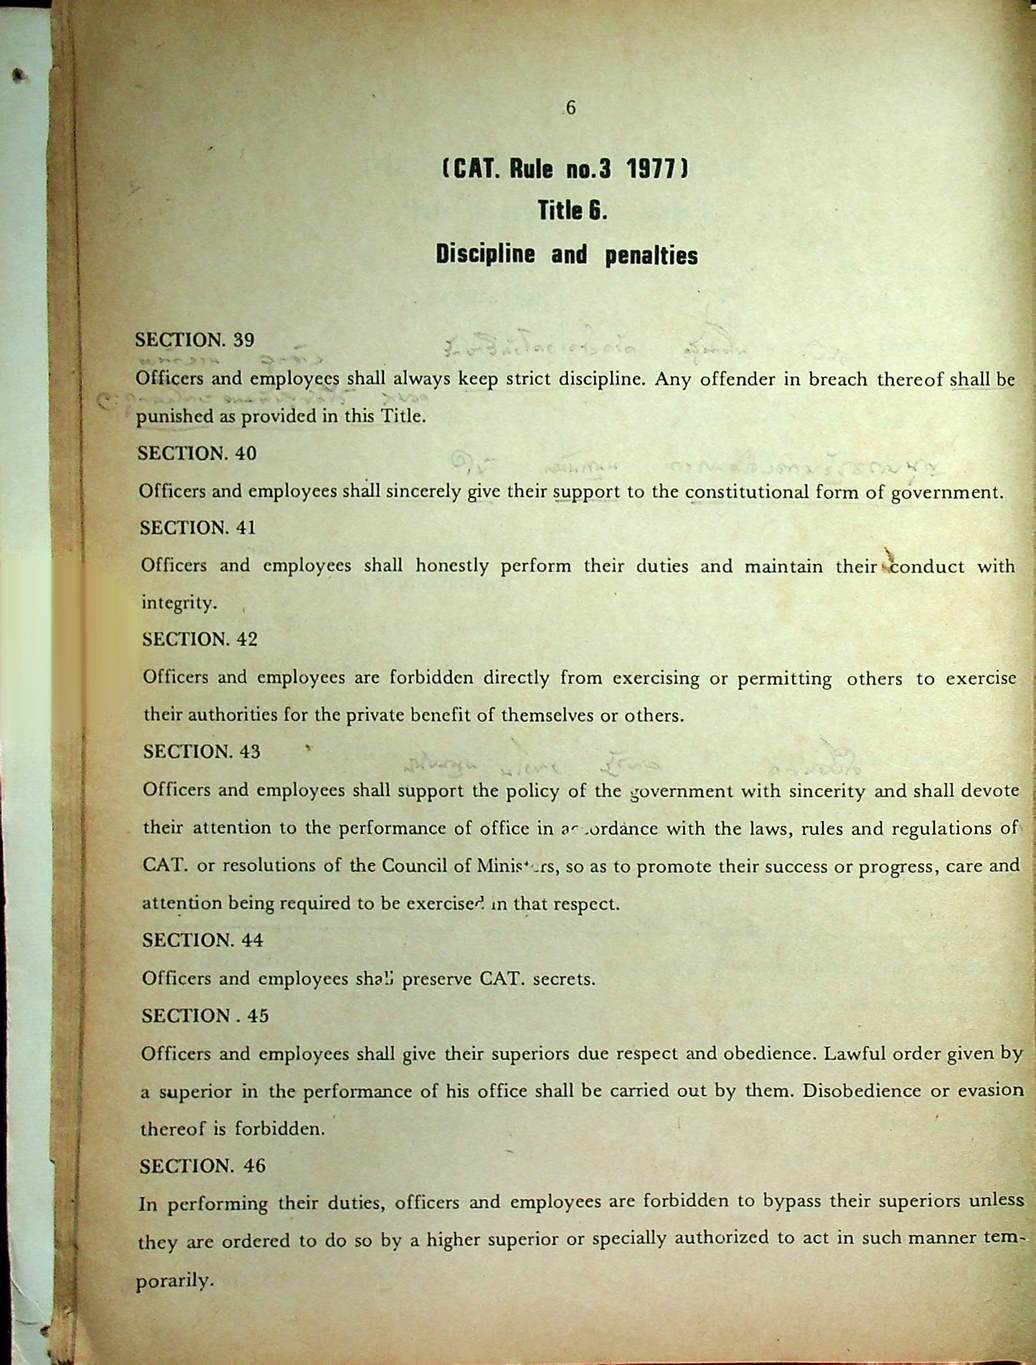 6
(CAT. Rule no.3 1977)
Title 6.
Discipline and penalties
SECTION. 39
Officers and employees shall always keep strict discipline. Any offender in breach thereof shall be
punished as provided in this Title.
SECTION. 40
Officers and employees shall sincerely give their support to the constitutional form of government.
SECTION. 41
Officers and employees shall honestly perform their duties and maintain their conduct with
integrity.
SECTION. 42
Officers and employees are forbidden directly from exercising or permitting others to exercise
their authorities for the private benefit of themselves or others.
SECTION. 43
Officers and employees shall support the policy of the government with sincerity and shall devote
their attention to the performance of office in accordance with the laws, rules and regulations of
CAT. or resolutions of the Council of Ministers, so as to promote their success or progress, care and
attention being required to be exercised in that respect.
SECTION. 44
Officers and employees shall preserve CAT. secrets.
SECTION . 45
Officers and employees shall give their superiors due respect and obedience. Lawful order given by
a superior in the performance of his office shall be carried out by them. Disobedience or evasion
thereof is forbidden.
SECTION. 46
In performing their duties, officers and employees are forbidden to bypass their superiors unless
they are ordered to do so by a higher superior or specially authorized to act in such manner tem-
porarily.